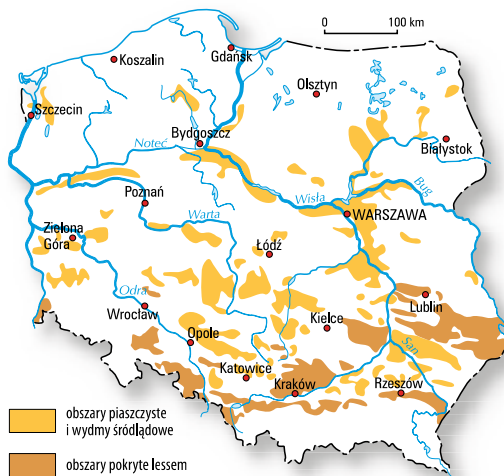 0 100 km
Gdańsk
Koszalin
Olsztyn
Szczecin
Bydgoszcz
Białystok
Noteć
Bug
Poznań
Wisła
WARSZAWA
Warta
Zielona
Góra
Łódź
Odra
Lublin
Wrocław
Kielce
Opole
San
Katowice
Kraków
Rzeszów
obszary piaszczyste
i wydmy śródlądowe
obszary pokryte lessem